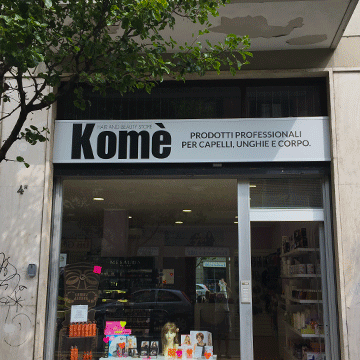 HAIR AND BEAUTY STORE
Komè
PRODOTTI PROFESSIONALI
PER CAPELLI, UNGHIE E CORPO.